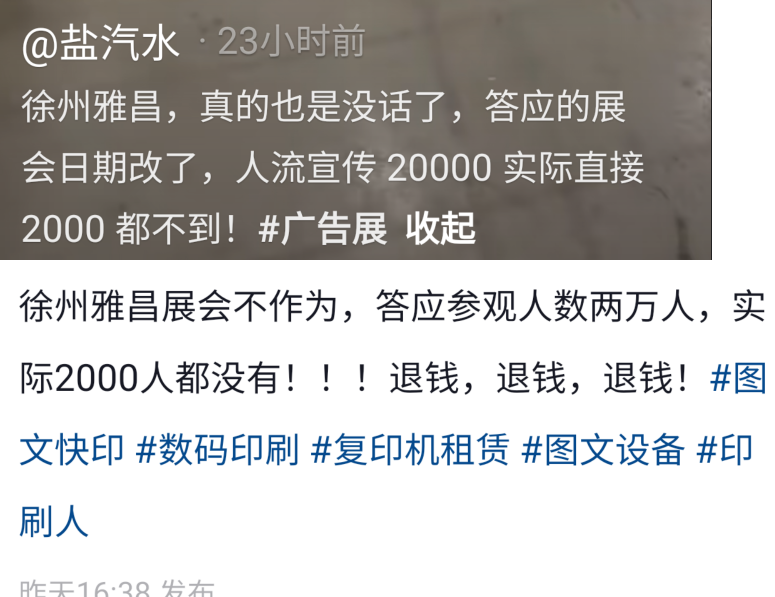 @盐汽水 · 23小时前
徐州雅昌，真的也是没话了，答应的展
会日期改了，人流宣传 20000 实际直接
2000 都不到！#广告展 收起
徐州雅昌展会不作为，答应参观人数两万人，实
际2000人都没有！！！退钱，退钱，退钱！#图
文快印 #数码印刷 #复印机租赁 #图文设备 #印
刷人
昨天16:38 发布